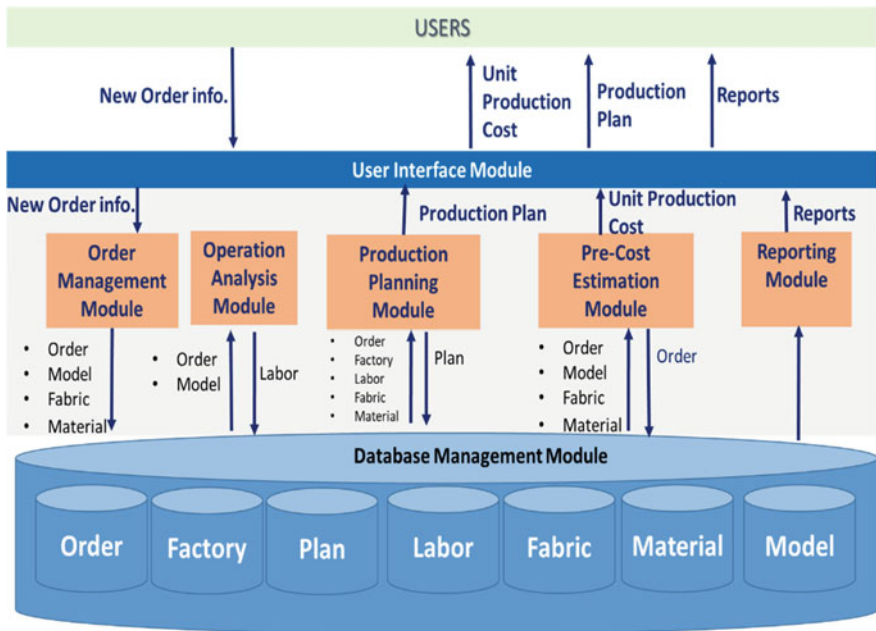 USERS
New Order info.
Unit
Production
Cost
Production
Plan
Reports
User Interface Module
New Order info.
Production Plan
Unit Production
Cost
Reports
Order
Management
Module
Operation
Analysis
Module
Production
Planning
Module
Pre-Cost
Estimation
Module
Reporting
Module
• Order
• Model
• Fabric
• Material
• Order
• Model
Labor
• Order
• Factory
• Labor
• Fabric
• Material
Plan
• Order
• Model
• Fabric
• Material
Order
Database Management Module
Order
Factory
Plan
Labor
Fabric
Material
Model